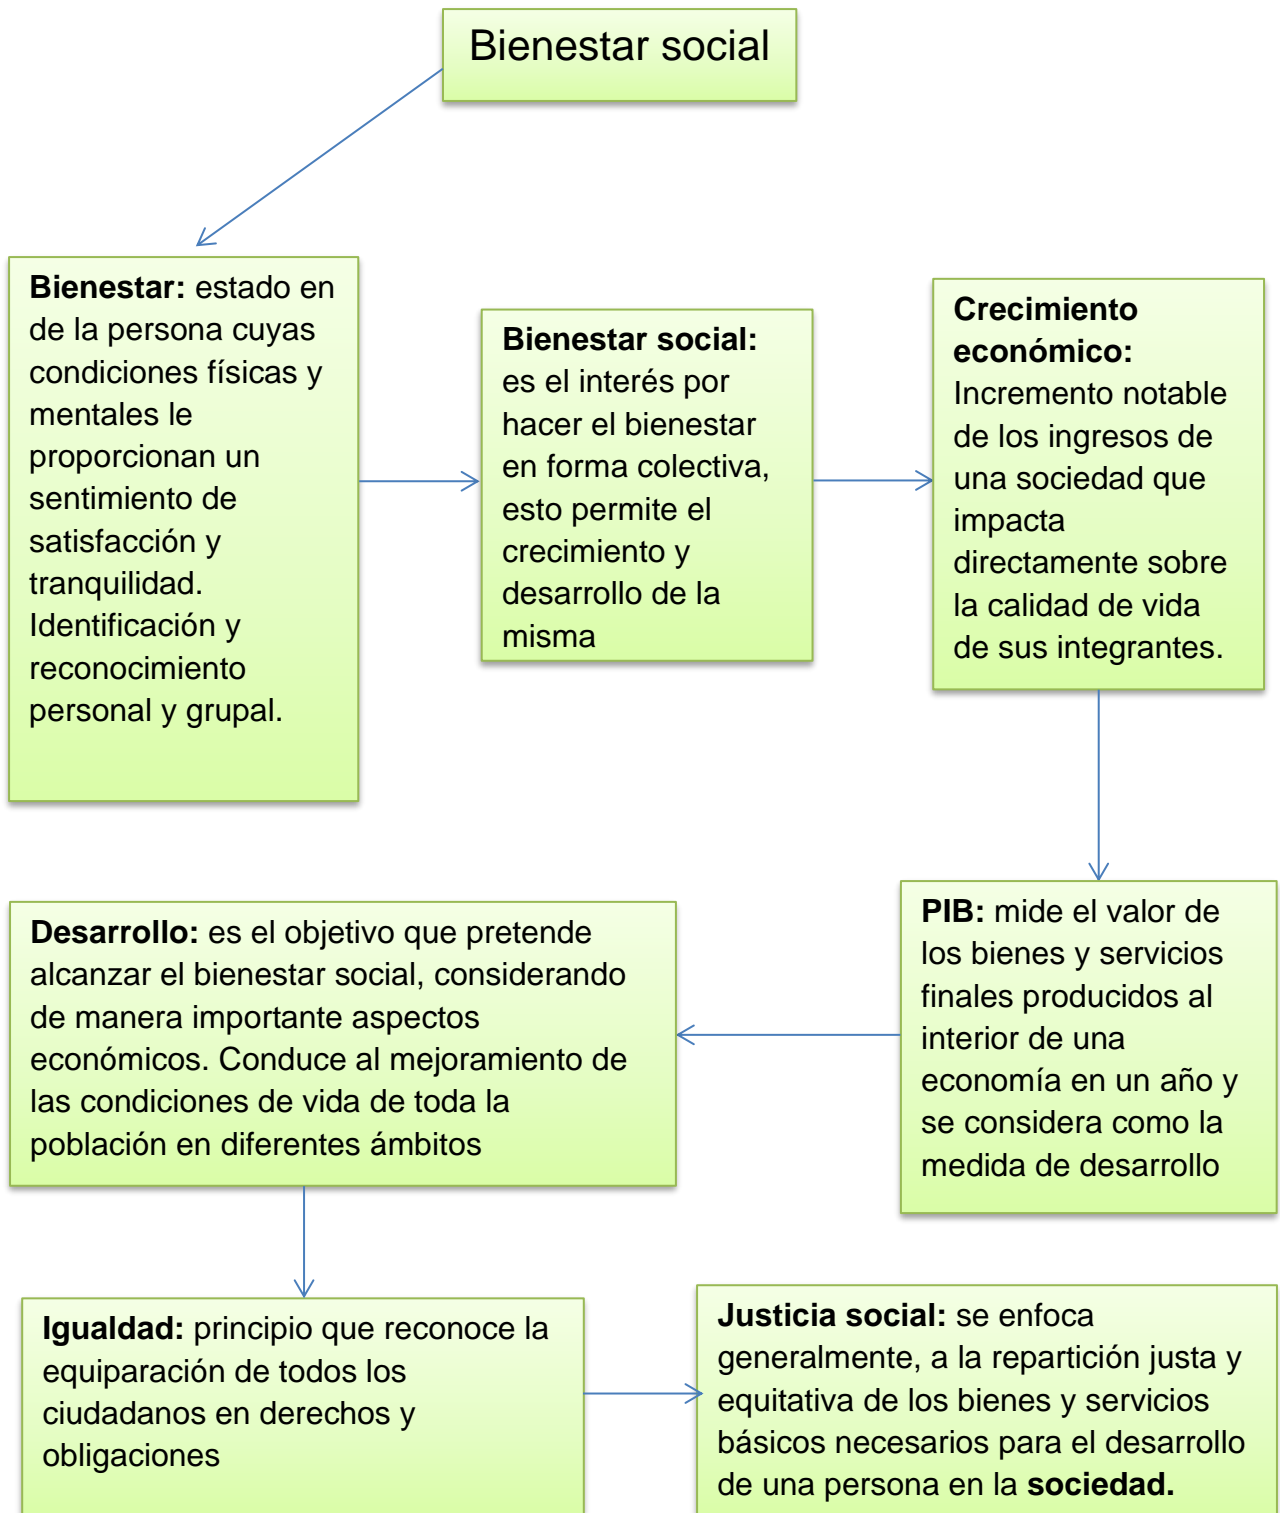 Bienestar social
Bienestar: estado en
de la persona cuyas
condiciones físicas y
mentales le
proporcionan un
sentimiento de
satisfacción y
tranquilidad.
Identificación y
reconocimiento
personal y grupal.
Bienestar social:
es el interés por
hacer el bienestar
en forma colectiva,
esto permite el
crecimiento y
desarrollo de la
misma
Crecimiento
económico:
Incremento notable
de los ingresos de
una sociedad que
impacta
directamente sobre
la calidad de vida
de sus integrantes.
PIB: mide el valor de
los bienes y servicios
finales producidos al
interior de una
economía en un año y
se considera como la
medida de desarrollo
Desarrollo: es el objetivo que pretende
alcanzar el bienestar social, considerando
de manera importante aspectos
económicos. Conduce al mejoramiento de
las condiciones de vida de toda la
población en diferentes ámbitos
Igualdad: principio que reconoce la
equiparación de todos los
ciudadanos en derechos y
obligaciones
Justicia social: se enfoca
generalmente, a la repartición justa y
equitativa de los bienes y servicios
básicos necesarios para el desarrollo
de una persona en la sociedad.